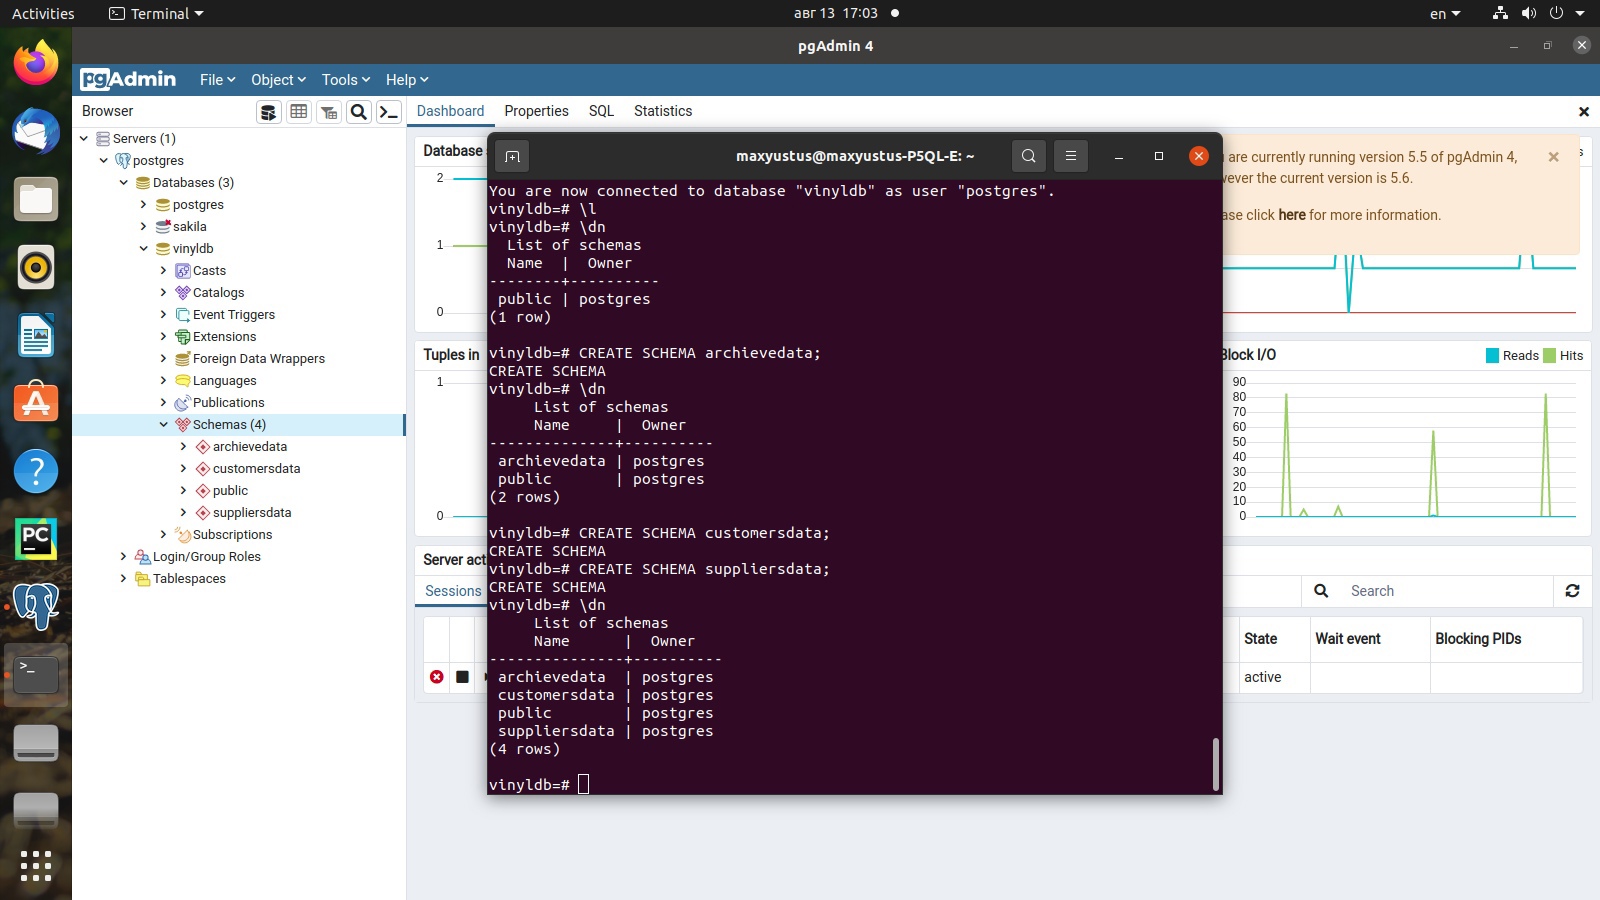 Activities
Terminal
авг 13 17:03
en
pgAdmin 4
pgAdmin
File
Object
Tools
Help
Browser
Dashboard
Properties
SQL
Statistics
Servers (1)
postgres
Databases (3)
postgres
sakila
vinyldb
Casts
Catalogs
Event Triggers
Extensions
Foreign Data Wrappers
Languages
Publications
Schemas (4)
archievedata
customersdata
public
suppliersdata
Subscriptions
Login/Group Roles
Tablespaces
Database
2
1
0
Tuples in
1
0
Server act
Sessions
maxyustus@maxyustus-P5QL-E: ~
You are now connected to database "vinyldb" as user "postgres".
vinyldb=# \l
vinyldb=# \dn
List of schemas
Name | Owner
--------+----------
public | postgres
(1 row)
vinyldb=# CREATE SCHEMA archievedata;
CREATE SCHEMA
vinyldb=# \dn
List of schemas
Name | Owner
--------------+----------
archievedata | postgres
public | postgres
(2 rows)
vinyldb=# CREATE SCHEMA customersdata;
CREATE SCHEMA
vinyldb=# CREATE SCHEMA suppliersdata;
CREATE SCHEMA
vinyldb=# \dn
List of schemas
Name | Owner
---------------+----------
archievedata | postgres
customersdata | postgres
public | postgres
suppliersdata | postgres
(4 rows)
vinyldb=#
are currently running version 5.5 of pgAdmin 4,
ever the current version is 5.6.
ase click here for more information.
Block I/O
Reads
Hits
90
80
70
60
50
40
30
20
10
0
Search
State
Wait event
Blocking PIDs
active
PC